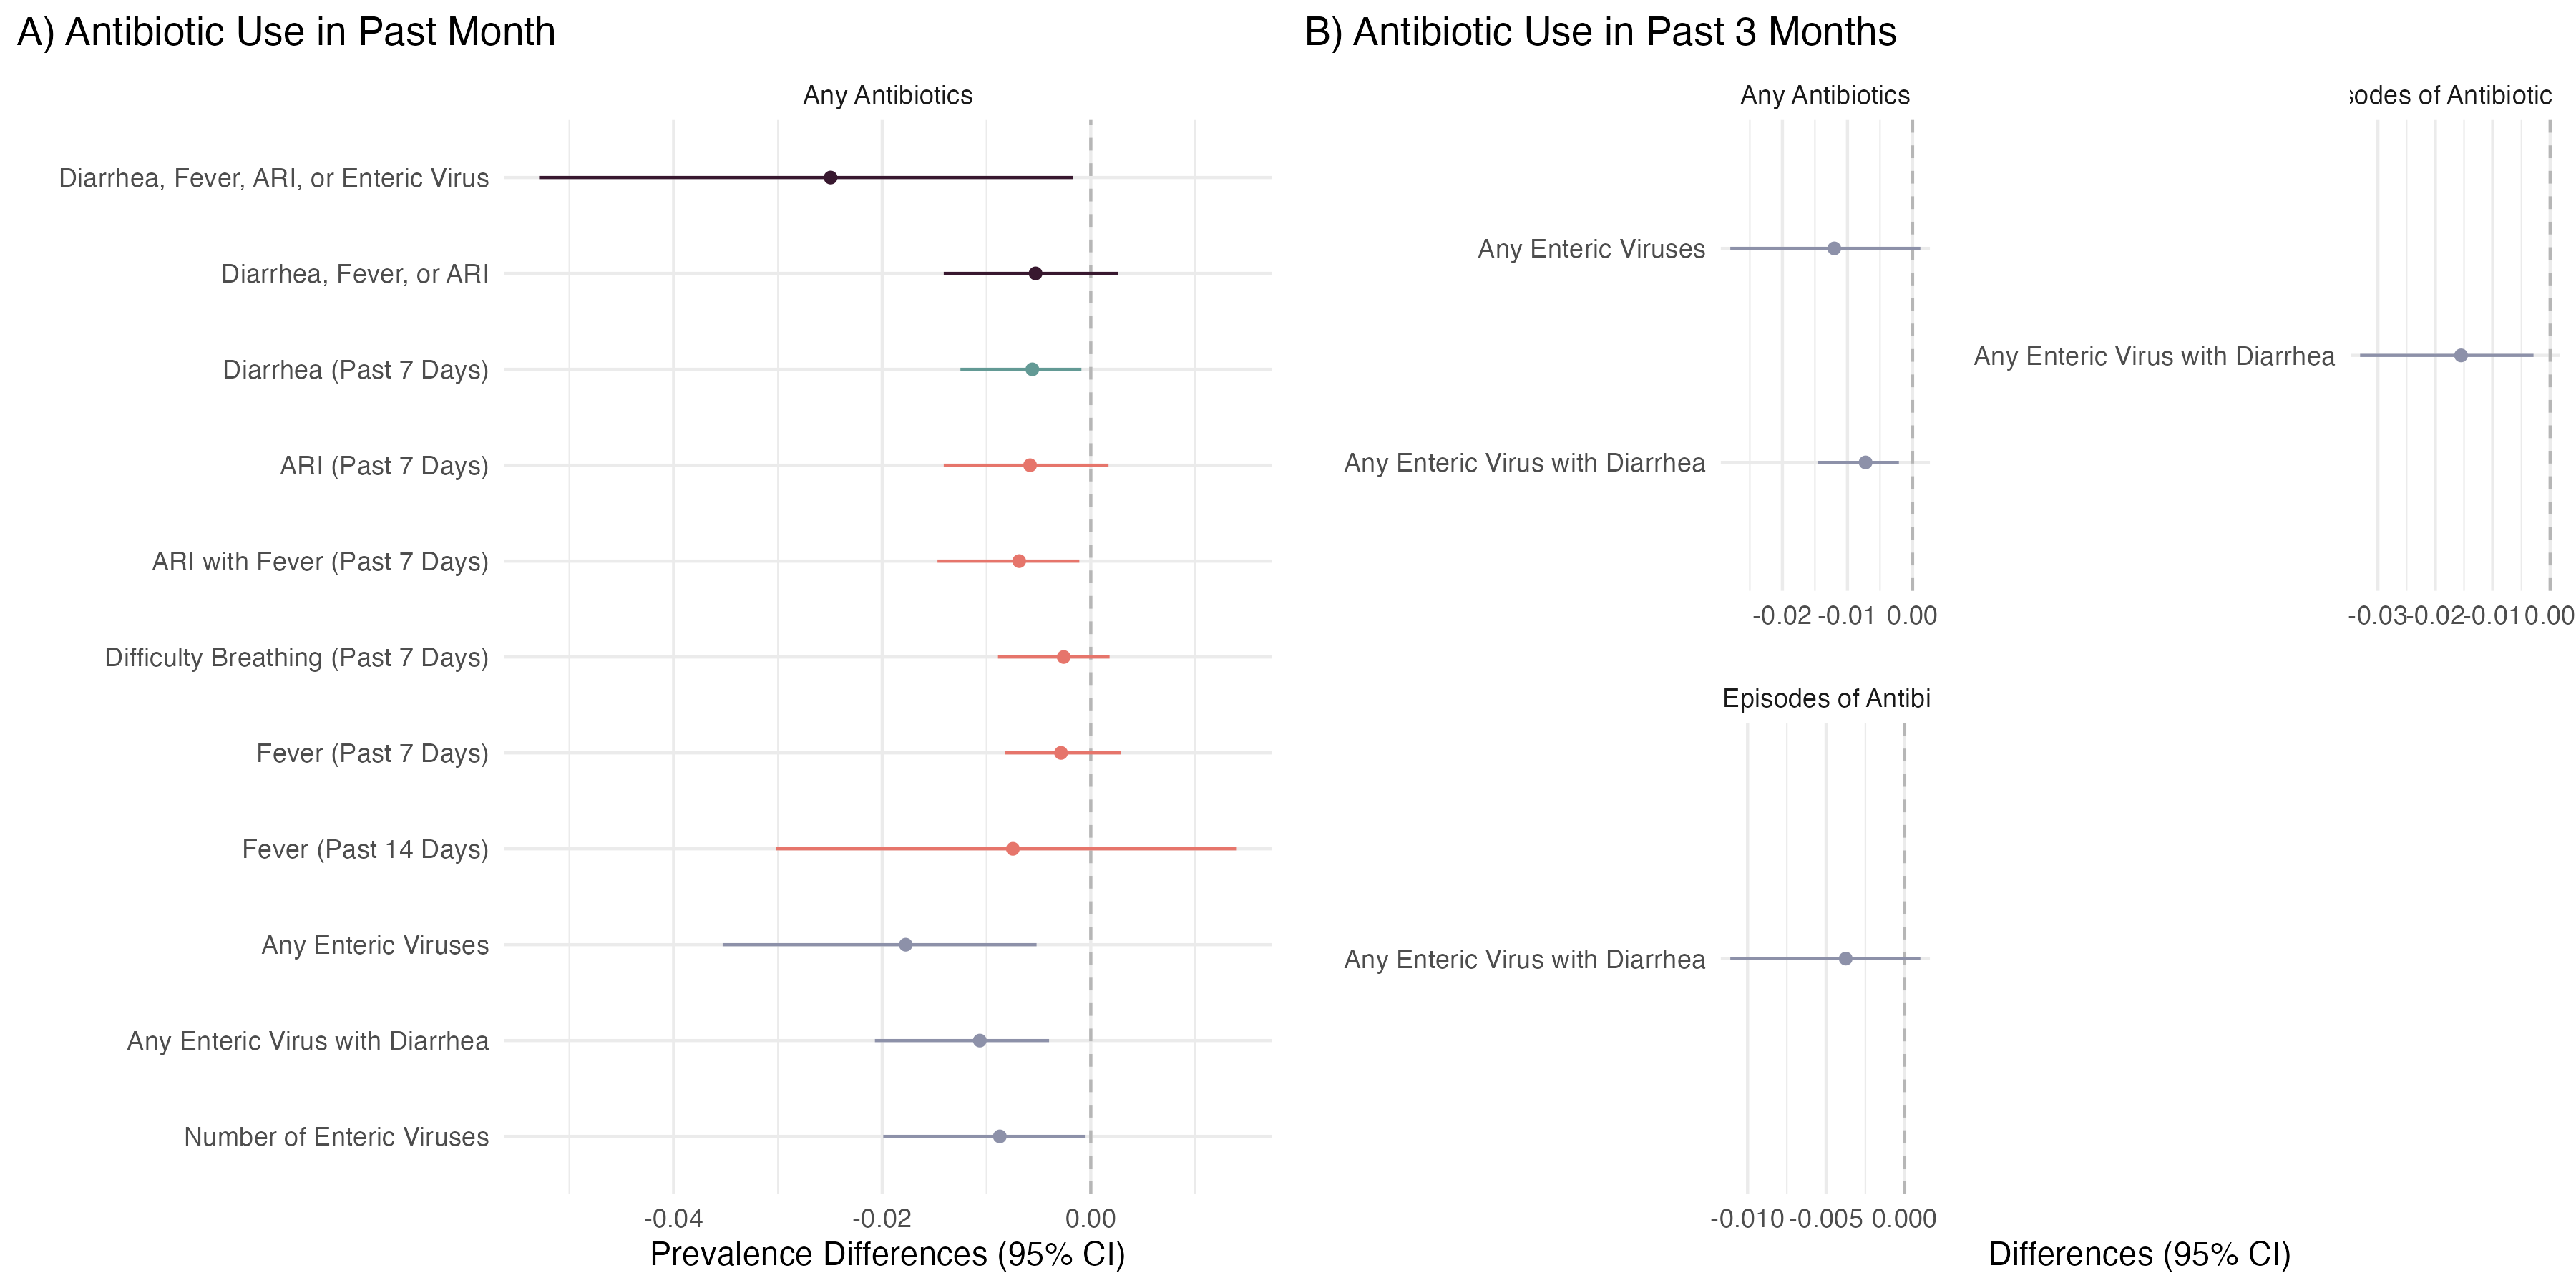 A) Antibiotic Use in Past Month
Any Antibiotics
Diarrhea, Fever, ARI, or Enteric Virus
Diarrhea, Fever, or ARI
Diarrhea (Past 7 Days)
ARI (Past 7 Days)
ARI with Fever (Past 7 Days)
Difficulty Breathing (Past 7 Days)
Fever (Past 7 Days)
Fever (Past 14 Days)
Any Enteric Viruses
Any Enteric Virus with Diarrhea
Number of Enteric Viruses
-0.04 -0.02 0.00
Prevalence Differences (95% CI)
B) Antibiotic Use in Past 3 Months
Any Antibiotics
Any Enteric Viruses
Any Enteric Virus with Diarrhea
-0.02 -0.01 0.00
sodes of Antibiotic
Any Enteric Virus with Diarrhea
-0.03 -0.02 -0.01 0.00
Episodes of Antibi
Any Enteric Virus with Diarrhea
-0.010 -0.005 0.000
Differences (95% CI)